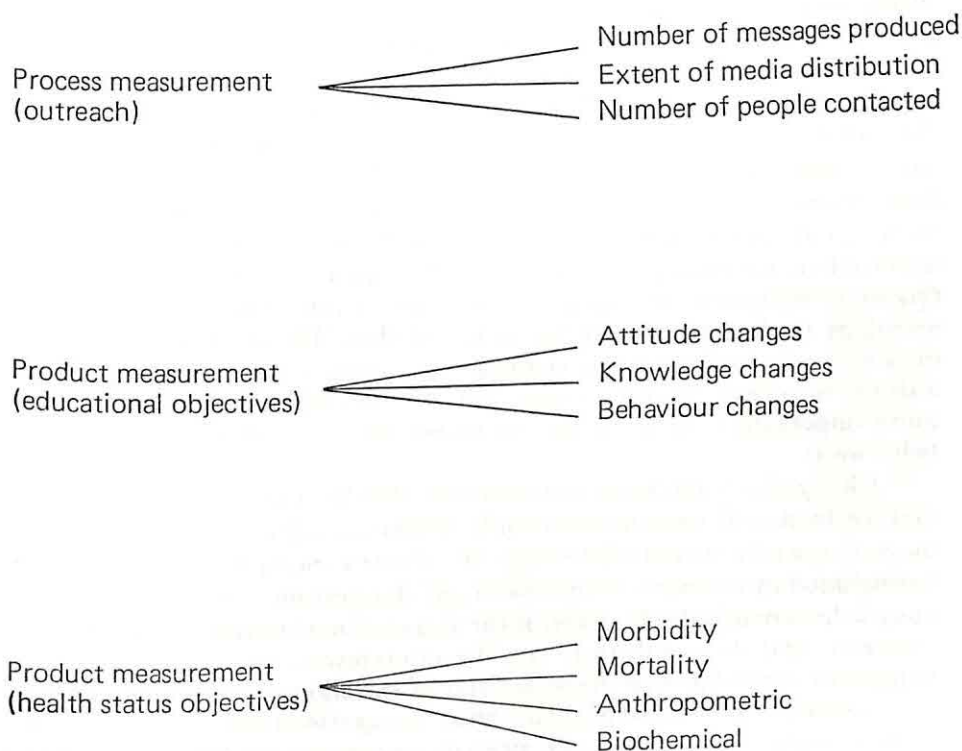 Process measurement
(outreach)
Number of messages produced
Extent of media distribution
Number of people contacted
Product measurement
(educational objectives)
Attitude changes
Knowledge changes
Behaviour changes
Product measurement
(health status objectives)
Morbidity
Mortality
Anthropometric
Biochemical